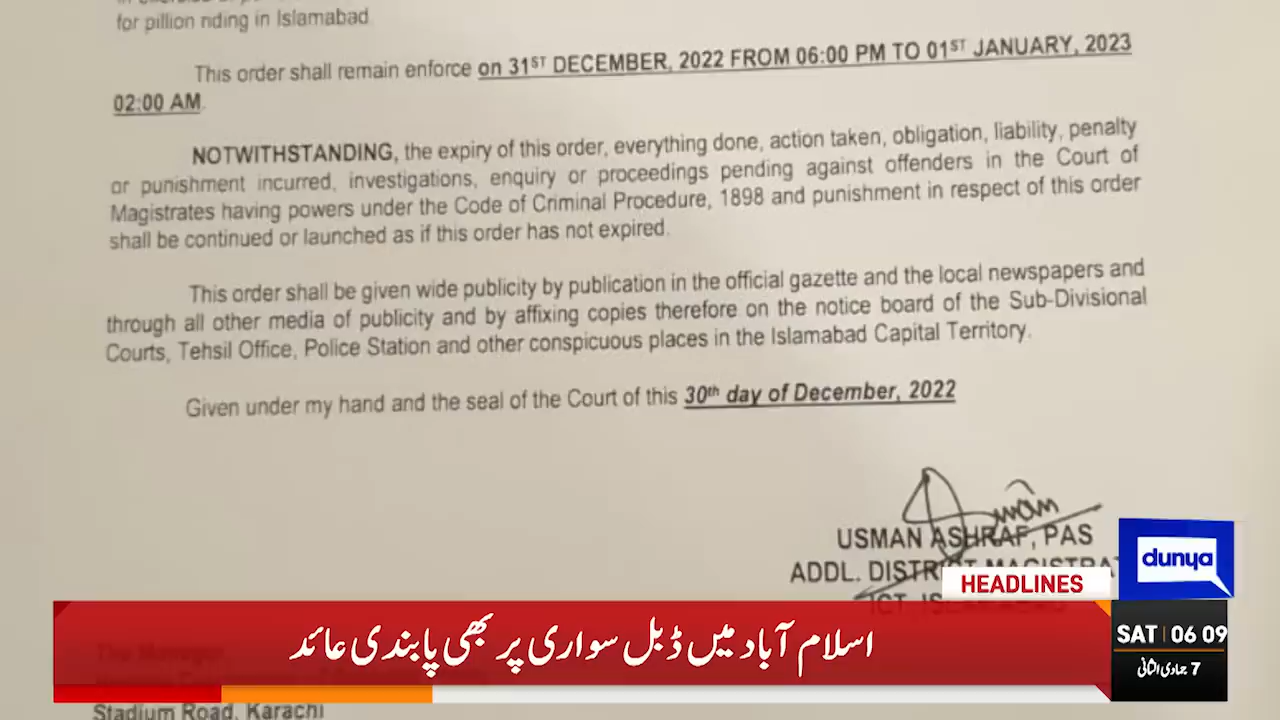 for pillion riding in Islamabad
This order shall remain enforce on 31ST DECEMBER, 2022 FROM 06:00 PM TO 01ST JANUARY, 2023
02:00 AM.
NOTWITHSTANDING, the expiry of this order, everything done, action taken, obligation, liability, penalty
or punishment incurred, investigations, enquiry or proceedings pending against offenders in the Court of
Magistrates having powers under the Code of Criminal Procedure, 1898 and punishment in respect of this order
shall be continued or launched as if this order has not expired.
This order shall be given wide publicity by publication in the official gazette and the local newspapers and
through all other media of publicity and by affixing copies therefore on the notice board of the Sub-Divisional
Courts, Tehsil Office, Police Station and other conspicuous places in the Islamabad Capital Territory.
Given under my hand and the seal of the Court of this 30th day of December, 2022
USMAN ASHRAF, PAS
ADDL. DISTRICT
dunya
HEADLINES
اسلام آباد میں ڈبل سواری پر بھی پابندی عائد
SAT 06 09
7 جمادی الثانی
Stadium Road, Karachi